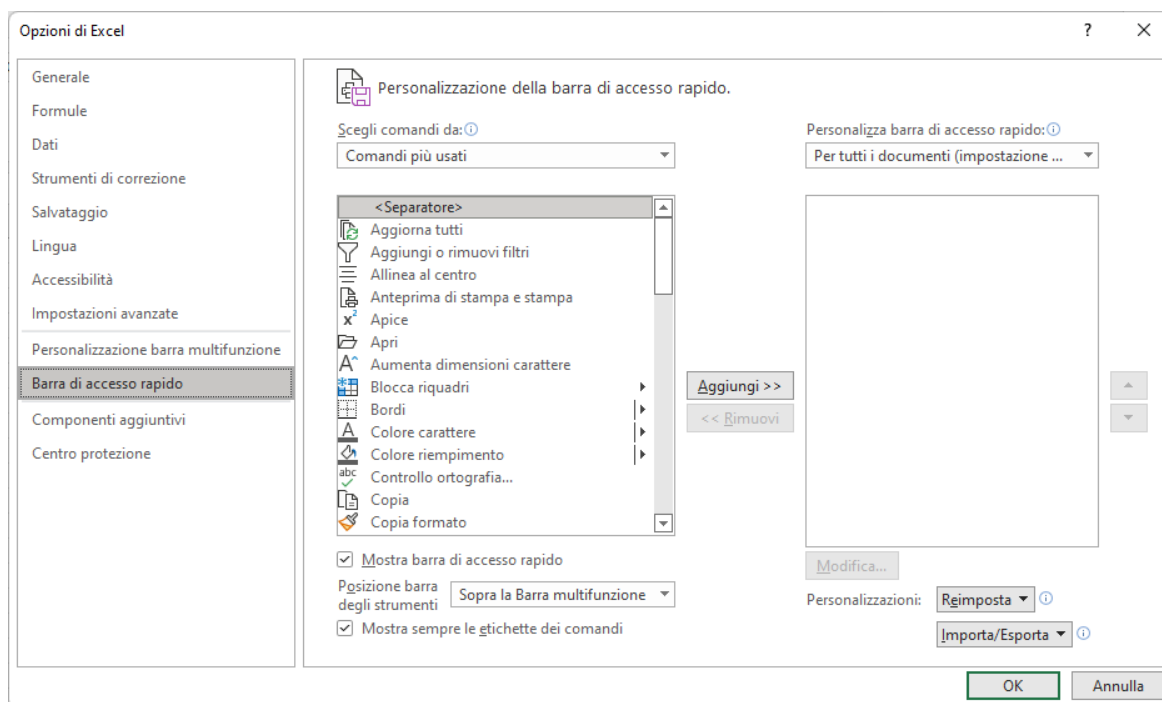 Opzioni di Excel
?
Generale
Formule
Dati
Strumenti di correzione
Salvataggio
Lingua
Accessibilità
Impostazioni avanzate
Personalizzazione barra multifunzione
Barra di accesso rapido
Componenti aggiuntivi
Centro protezione
Personalizzazione della barra di accesso rapido.
Scegli comandi da:
Comandi più usati
<Separatore>
Aggiorna tutti
Aggiungi o rimuovi filtri
Allinea al centro
Anteprima di stampa e stampa
Apice
Apri
Aumenta dimensioni carattere
Blocca riquadri
Bordi
Colore carattere
Colore riempimento
Controllo ortografia...
Copia
Copia formato
Mostra barra di accesso rapido
Posizione barra
degli strumenti
Sopra la Barra multifunzione
Mostra sempre le etichette dei comandi
Aggiungi >>
<< Rimuovi
Personalizza barra di accesso rapido:
Per tutti i documenti (impostazione ...
Modifica...
Personalizzazioni:
Reimposta
Importa/Esporta
OK
Annulla